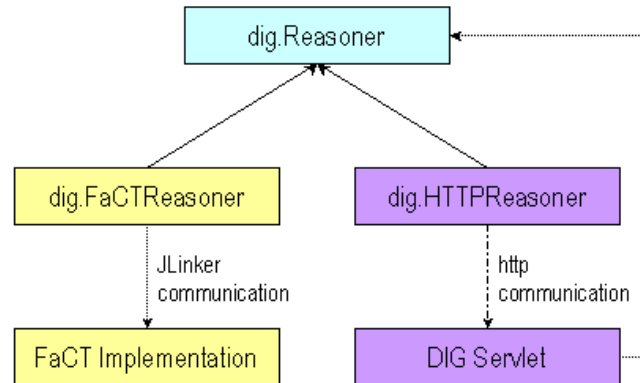 dig.Reasoner
dig.FaCTReasoner
dig.HTTPReasoner
JLinker
communication
http
communication
FaCT Implementation
DIG Servlet